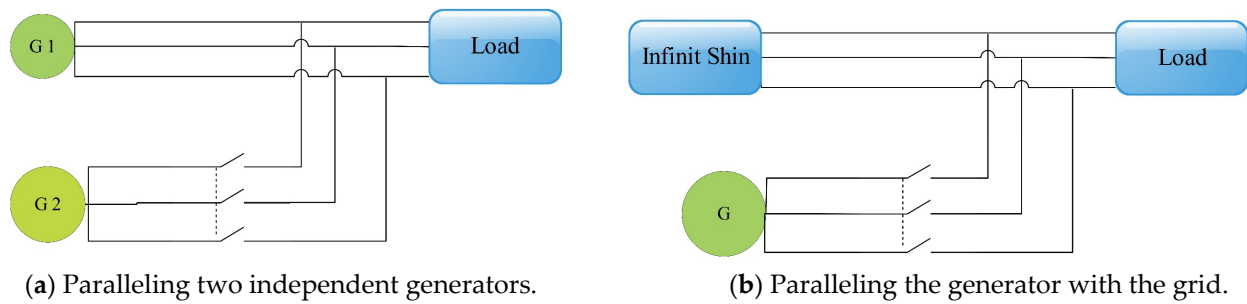 G 1
Load
G 2
(a) Paralleling two independent generators.
Infinit Shin
Load
G
(b) Paralleling the generator with the grid.